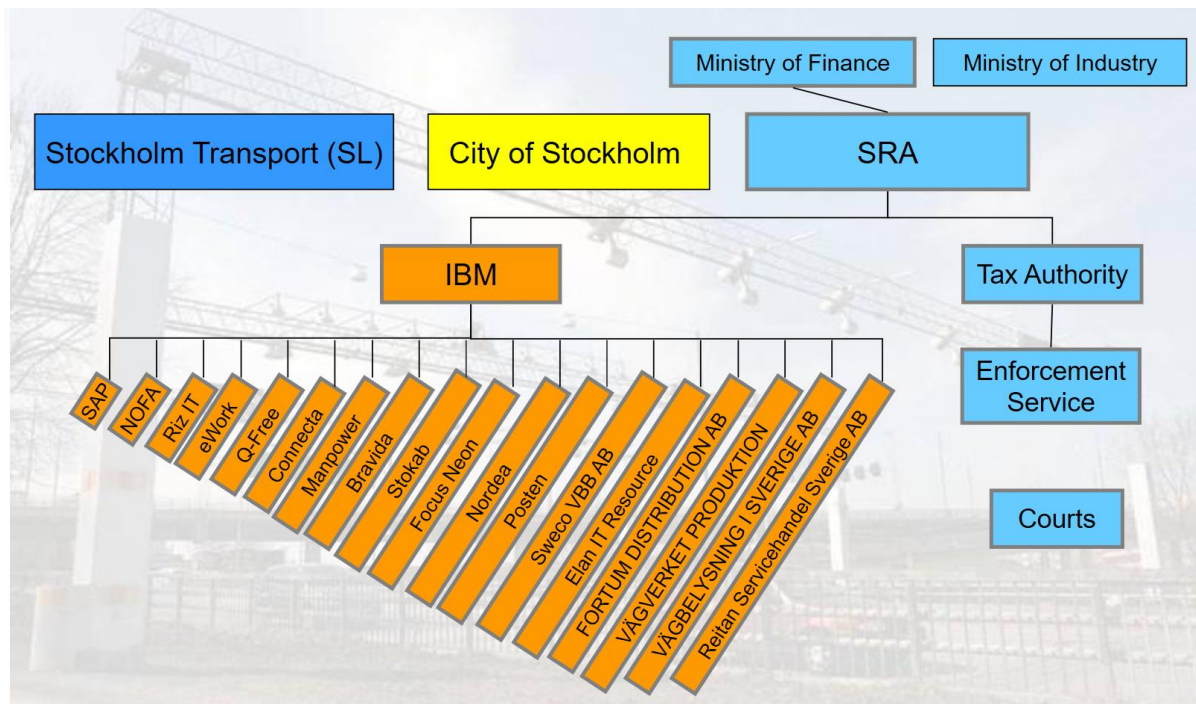 Ministry of Finance
Ministry of Industry
Stockholm Transport (SL)
City of Stockholm
SRA
IBM
Tax Authority
Enforcement
Service
Courts
SAP
NOFA
Riz IT
eWork
Q-Free
Connecta
Manpower
Bravida
Stokab
Focus Neon
Nordea
Posten
Sweco VBB AB
Elan IT Resource
FORTUM DISTRIBUTION AB
VÄGVERKET PRODUKTION
VÄGBELYSNING I SVERIGE AB
Reitan Servicehandel Sverige AB